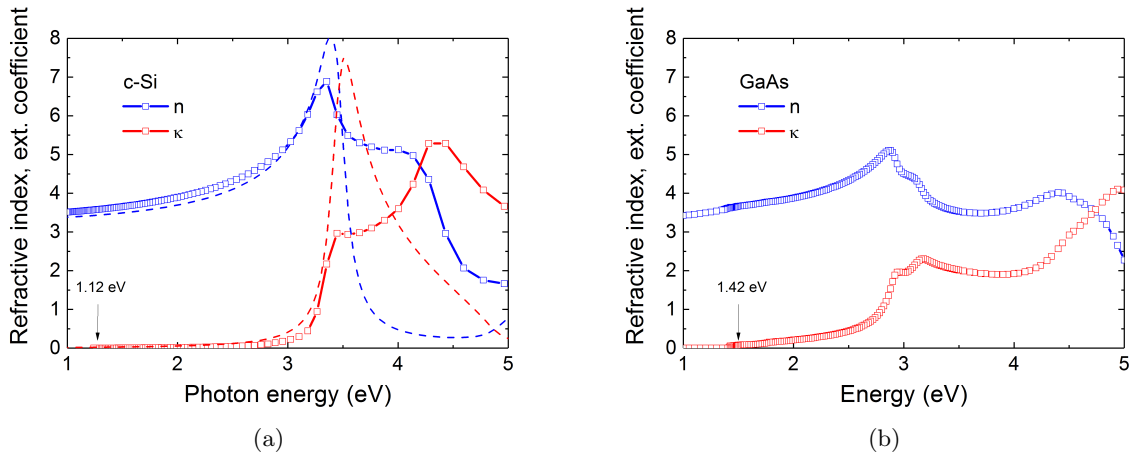 Refractive index, ext. coefficient
8
7
6
5
4
3
2
1
0
c-Si
n
κ
1.12 eV
1 2 3 4 5
Photon energy (eV)
(a)
Refractive index, ext. coefficient
8
7
6
5
4
3
2
1
0
GaAs
n
κ
1.42 eV
1 2 3 4 5
Energy (eV)
(b)